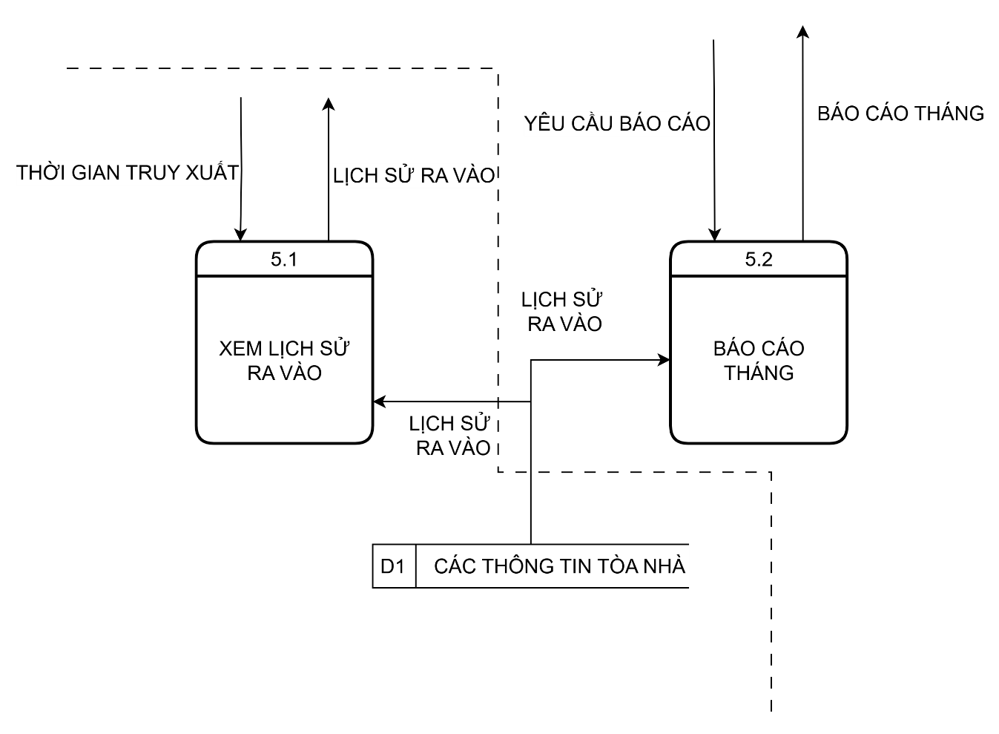 YÊU CẦU BÁO CÁO
BÁO CÁO THÁNG
THỜI GIAN TRUY XUẤT
LỊCH SỬ RA VÀO
5.1
XEM LỊCH SỬ
RA VÀO
5.2
BÁO CÁO
THÁNG
LỊCH SỬ
RA VÀO
LỊCH SỬ
RA VÀO
D1
CÁC THÔNG TIN TÒA NHÀ